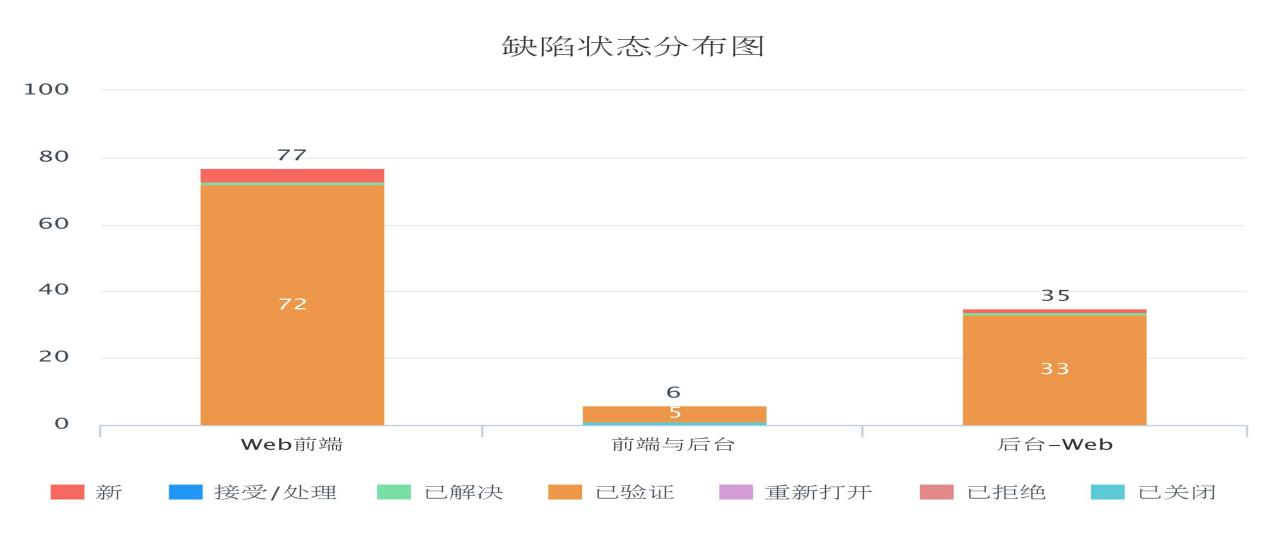 缺陷状态分布图
100
77
80
60
40
35
72
33
20
6
5
0
Web前端
前端与后台
后台-Web
新
接受/处理
已解决
已验证
重新打开
已拒绝
已关闭